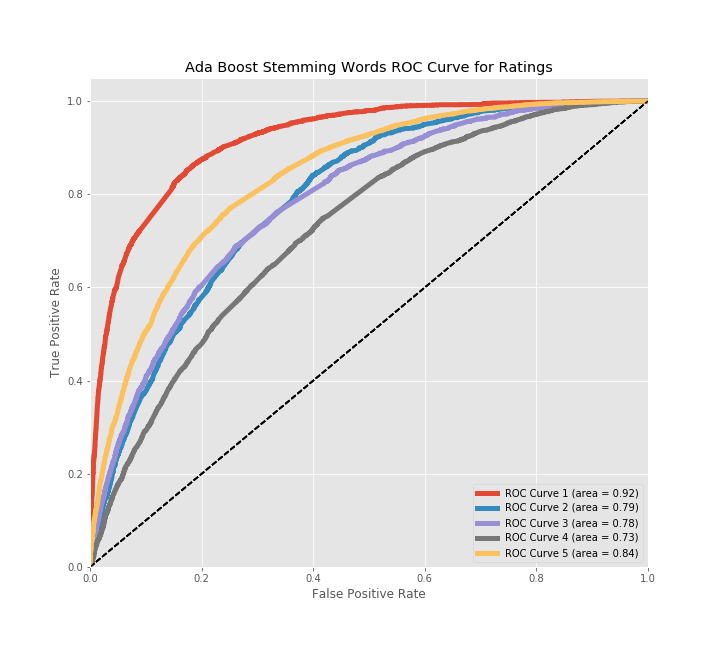 Ada Boost Stemming Words ROC Curve for Ratings
1.0
0.8
0.6
0.4
0.2
0.0
True Positive Rate
ROC Curve 1 (area = 0.92)
ROC Curve 2 (area = 0.79)
ROC Curve 3 (area = 0.78)
ROC Curve 4 (area = 0.73)
ROC Curve 5 (area = 0.84)
0.0 0.2 0.4 0.6 0.8 1.0
False Positive Rate